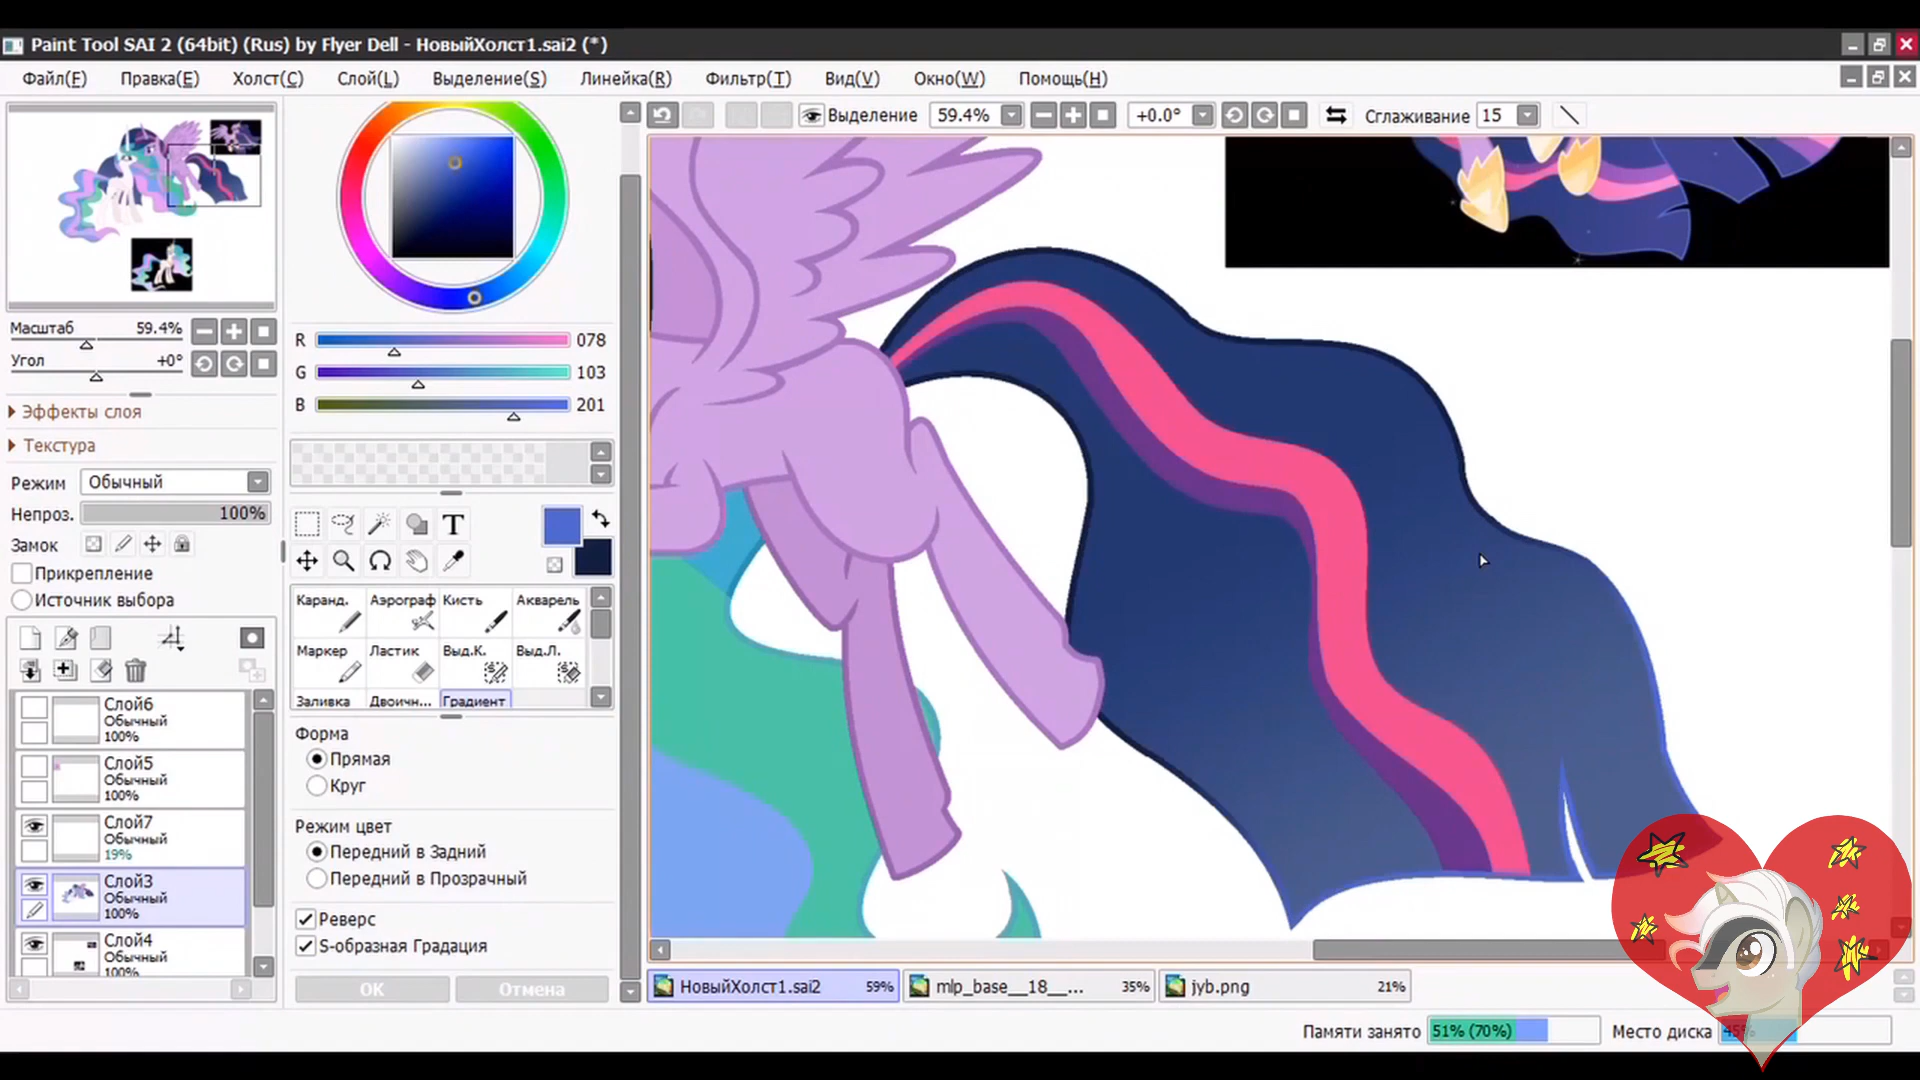 Paint Tool SAI 2 (64bit) (Rus) by Flyer Dell - НовыйХолст1.sai2 (*)
Файл(F) Правка(E) Холст(C) Слой(L) Выделение(S) Линейка(R) Фильтр(T) Вид(V) Окно(W) Помощь(H)
Выделение 59.4% +0.0° Сглаживание 15
Масштаб 59.4%
Угол +0°
Эффекты слоя
Текстура
Режим Обычный
Непроз. 100%
Замок
Прикрепление
Источник выбора
Слой6
Обычный
100%
Слой5
Обычный
100%
Слой7
Обычный
19%
Слой3
Обычный
100%
Слой4
Обычный
100%
R 078
G 103
B 201
T
Каранд. Аэрограф Кисть Акварель
Маркер Ластик Выд.К. Выд.Л.
Заливка Двоичн... Градиент
Форма
Прямая
Круг
Режим цвет
Передний в Задний
Передний в Прозрачный
Реверс
S-образная Градация
OK Отмена
НовыйХолст1.sai2 59% mlp_base__18__... 35% jyb.png 21%
Памяти занято 51% (70%) Место диска 45%